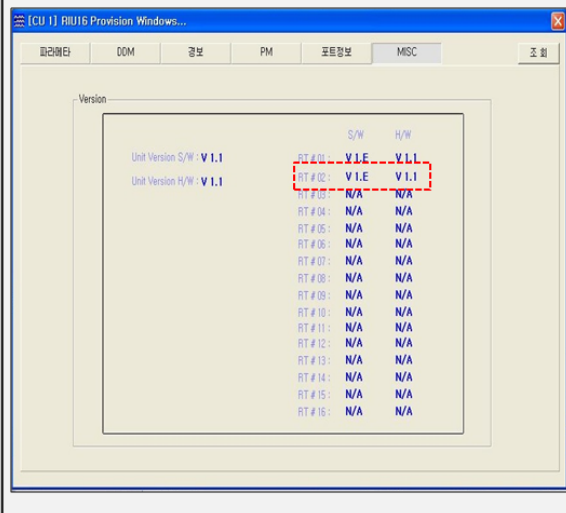 [CU 1] RIU16 Provision Windows...
파라메타 DDM 경보 PM 포트정보 MISC 조 회
Version
S/W H/W
Unit Version S/W : V 1.1 RT # 01 : V 1.E V 1.1
Unit Version H/W : V 1.1 RT # 02 : V 1.E V 1.1
RT # 03 : N/A N/A
RT # 04 : N/A N/A
RT # 05 : N/A N/A
RT # 06 : N/A N/A
RT # 07 : N/A N/A
RT # 08 : N/A N/A
RT # 09 : N/A N/A
RT # 10 : N/A N/A
RT # 11 : N/A N/A
RT # 12 : N/A N/A
RT # 13 : N/A N/A
RT # 14 : N/A N/A
RT # 15 : N/A N/A
RT # 16 : N/A N/A